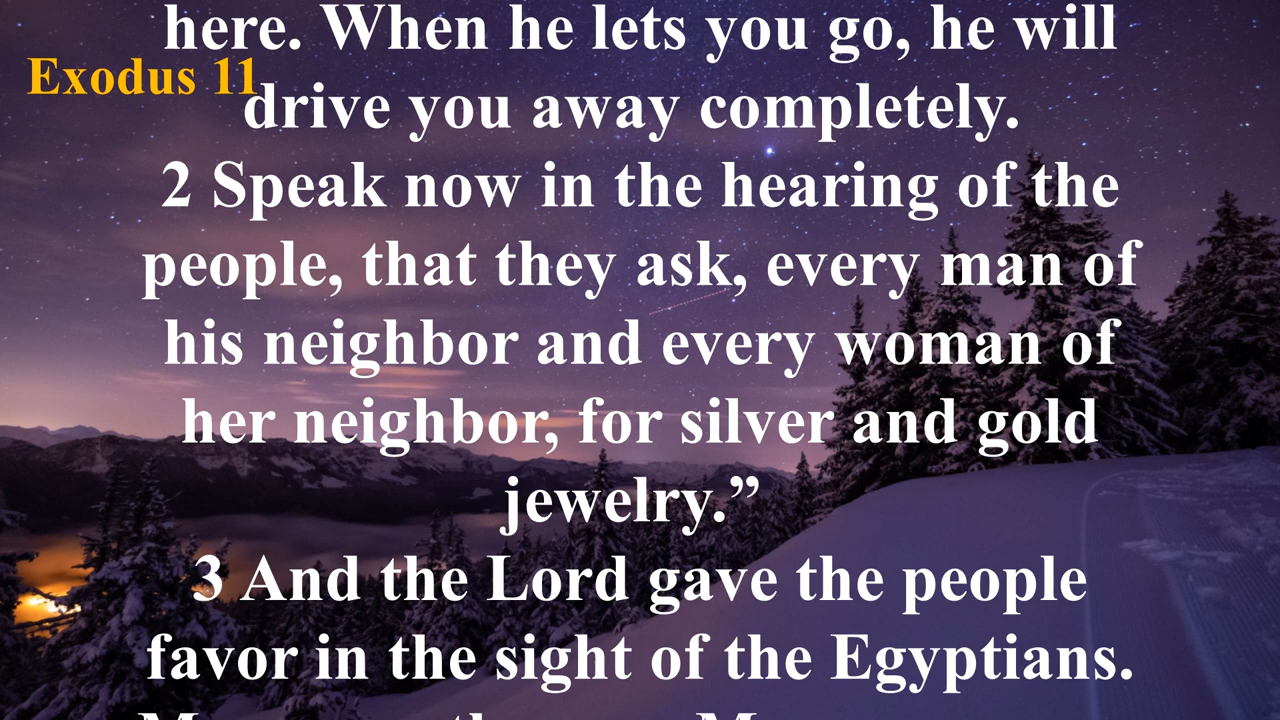 here. When he lets you go, he will
Exodus 11
drive you away completely.
2 Speak now in the hearing of the
people, that they ask, every man of
his neighbor and every woman of
her neighbor, for silver and gold
jewelry.”
3 And the Lord gave the people
favor in the sight of the Egyptians.